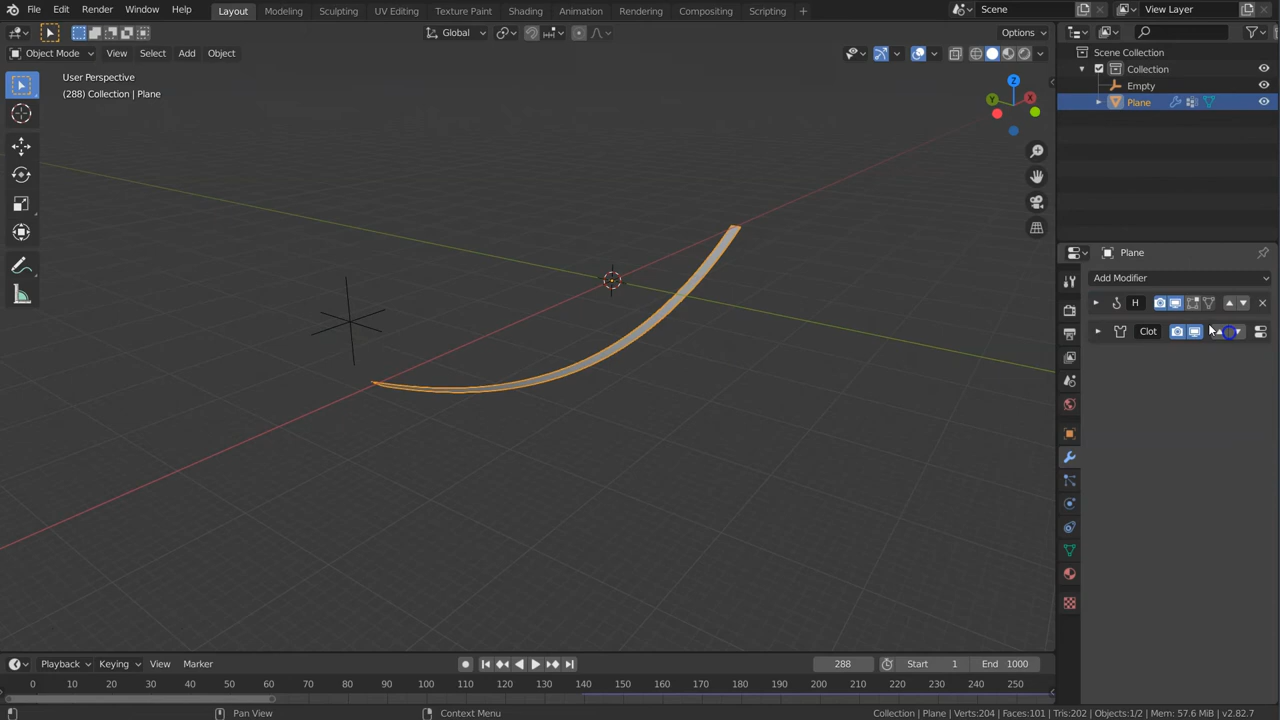 File Edit Render Window Help Layout Modeling Sculpting UV Editing Texture Paint Shading Animation Rendering Compositing Scripting + Scene View Layer
Global Options
Object Mode View Select Add Object
User Perspective
(288) Collection | Plane
X
Y
Z
Scene Collection
Collection
Empty
Plane
Plane
Add Modifier
H
Clot
Playback Keying View Marker 288 Start 1 End 1000
0 10 20 30 40 50 60 70 80 90 100 110 120 130 140 150 160 170 180 190 200 210 220 230 240 250
Pan View Context Menu Collection | Plane | Verts:204 | Faces:101 | Tris:202 | Objects:1/2 | Mem: 57.6 MiB | v2.82.7